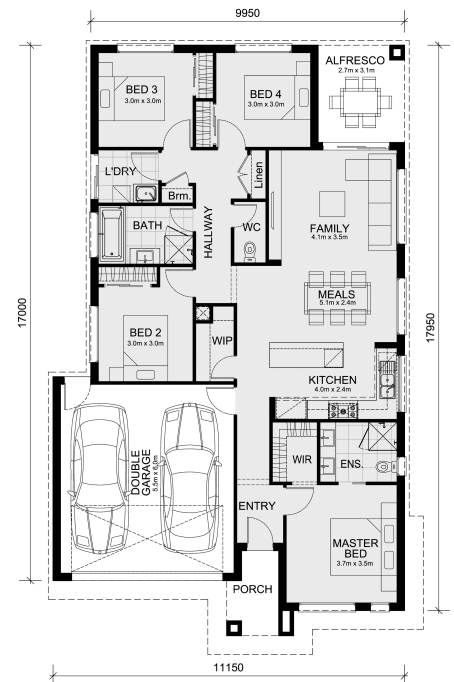 9950
ALFRESCO
2.7m x 3.1m
BED 3
3.0m x 3.0m
BED 4
3.0m x 3.0m
L'DRY
Brm.
Linen
BATH
HALLWAY
WC
FAMILY
4.1m x 3.5m
MEALS
5.1m x 2.4m
17000
17950
BED 2
3.0m x 3.0m
WIP
KITCHEN
4.0m x 2.4m
DOUBLE
GARAGE
5.5m x 6.0m
WIR
ENS.
ENTRY
MASTER
BED
3.7m x 3.5m
PORCH
11150